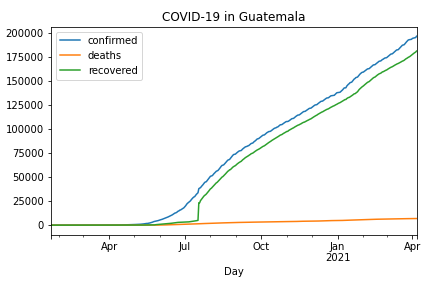 COVID-19 in Guatemala
confirmed
deaths
recovered
200000
175000
150000
125000
100000
75000
50000
25000
0
Apr Jul Oct Jan Apr
2021
Day